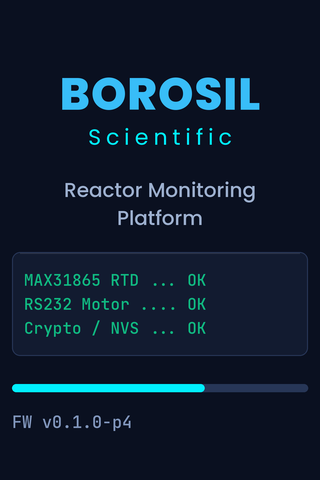 BOROSIL
Scientific
Reactor Monitoring
Platform
MAX31865 RTD ... OK
RS232 Motor .... OK
Crypto / NVS ... OK
FW v0.1.0-p4